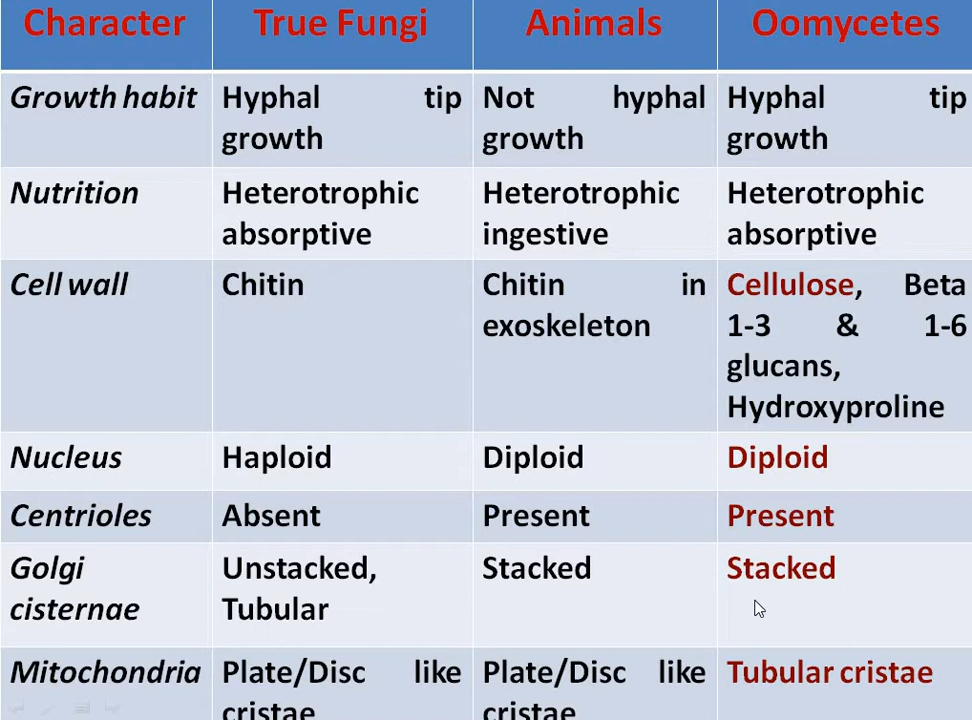 Character True Fungi Animals Oomycetes
Growth habit Hyphal tip Not hyphal Hyphal tip
growth growth growth
Nutrition Heterotrophic Heterotrophic Heterotrophic
absorptive ingestive absorptive
Cell wall Chitin Chitin in Cellulose, Beta
exoskeleton 1-3 & 1-6
glucans,
Hydroxyproline
Nucleus Haploid Diploid Diploid
Centrioles Absent Present Present
Golgi Unstacked, Stacked Stacked
cisternae Tubular
Mitochondria Plate/Disc like Plate/Disc like Tubular cristae
cristae cristae